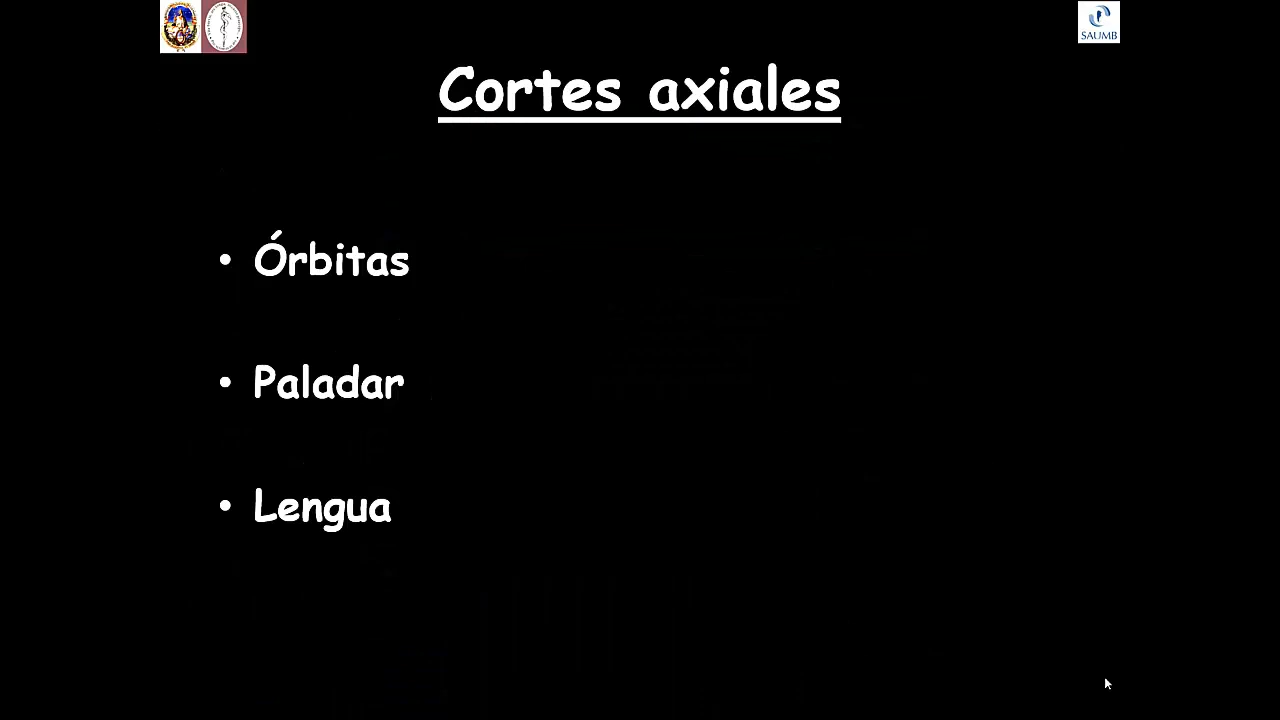 SAUMB
Cortes axiales
• Órbitas
• Paladar
• Lengua